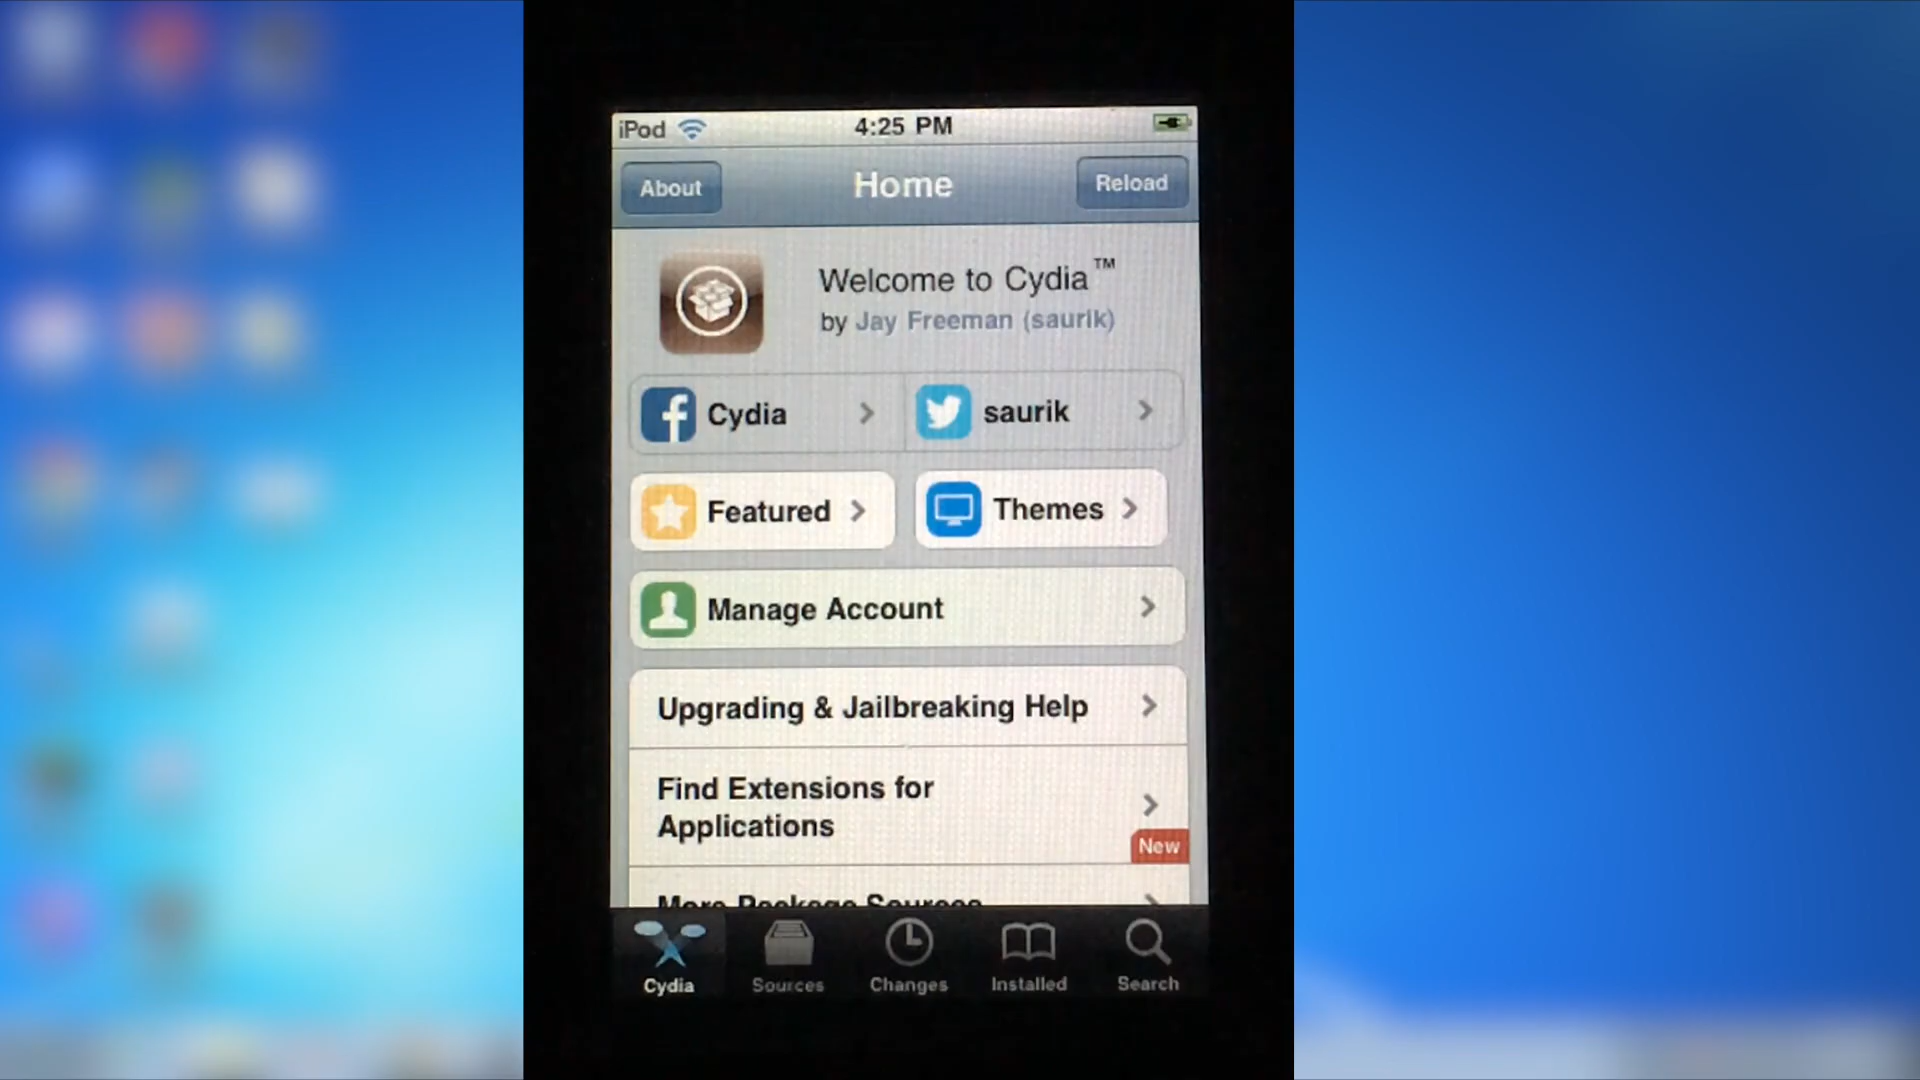 iPod 4:25 PM
About Home Reload
Welcome to Cydia™
by Jay Freeman (saurik)
Cydia saurik
Featured Themes
Manage Account
Upgrading & Jailbreaking Help
Find Extensions for
Applications
New
More Package Sources
Cydia Sources Changes Installed Search